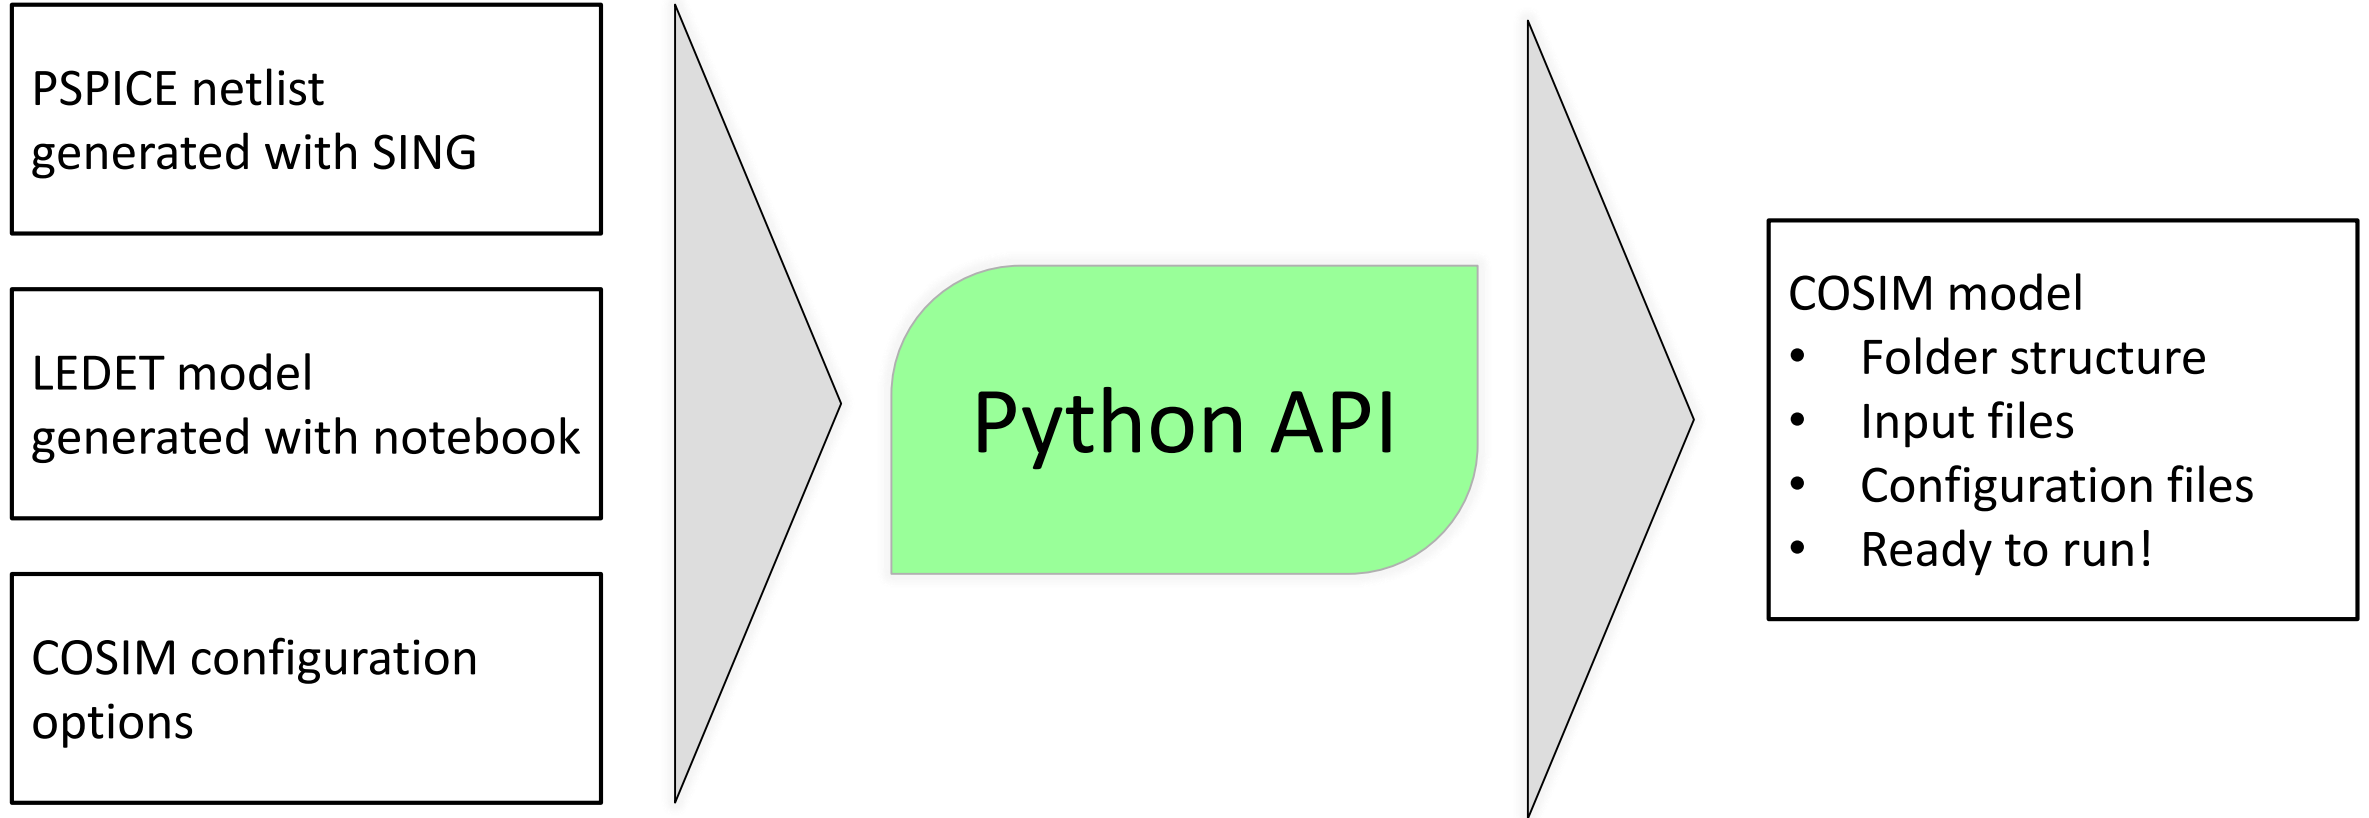 PSPICE netlist
generated with SING
LEDET model
generated with notebook
COSIM configuration
options
Python API
COSIM model
• Folder structure
• Input files
• Configuration files
• Ready to run!